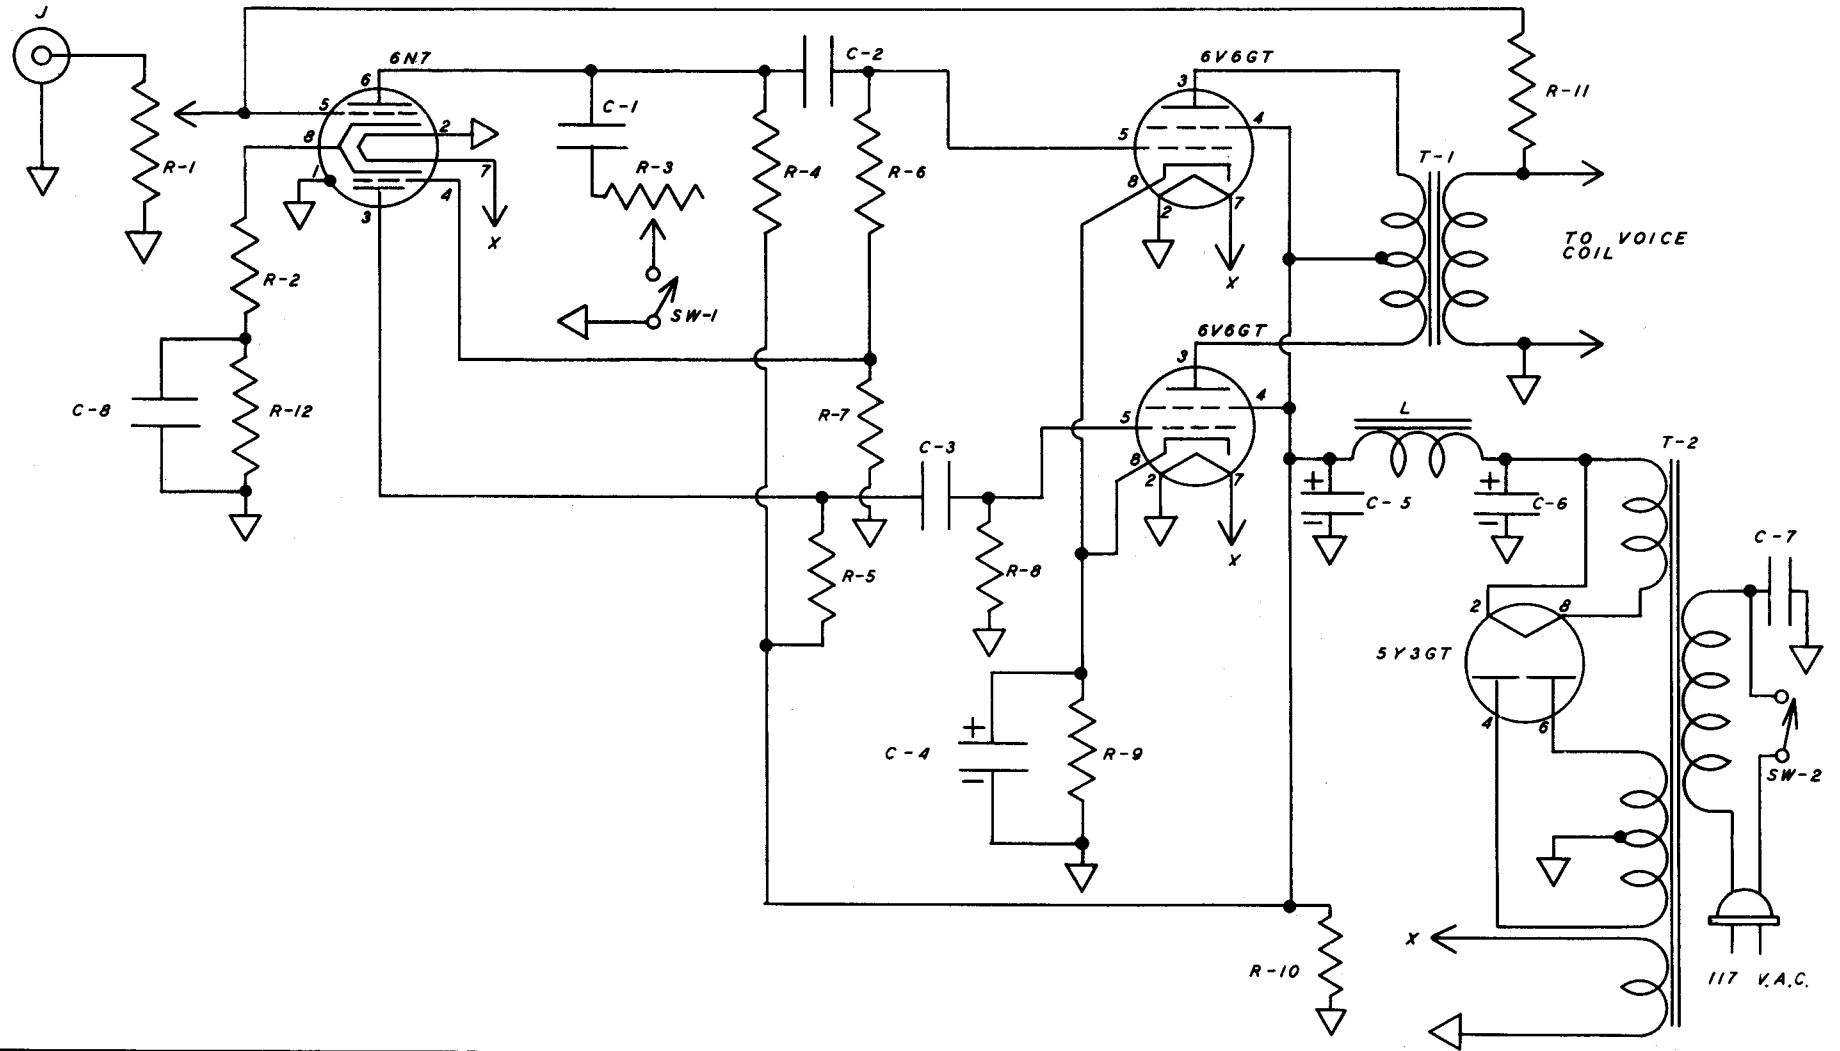 J
6N7
6
5
8
1
2
7
4
3
X
R-1
R-2
C-8
R-12
C-1
R-3
SW-1
C-2
R-4
R-6
R-7
C-3
R-5
R-8
C-4
R-9
6V6GT
3
4
5
8
2
7
X
6V6GT
3
4
5
8
2
7
X
T-1
R-11
TO VOICE
COIL
L
C-5
C-6
T-2
C-7
2
8
5Y3GT
4
6
SW-2
X
R-10
117 V.A.C.